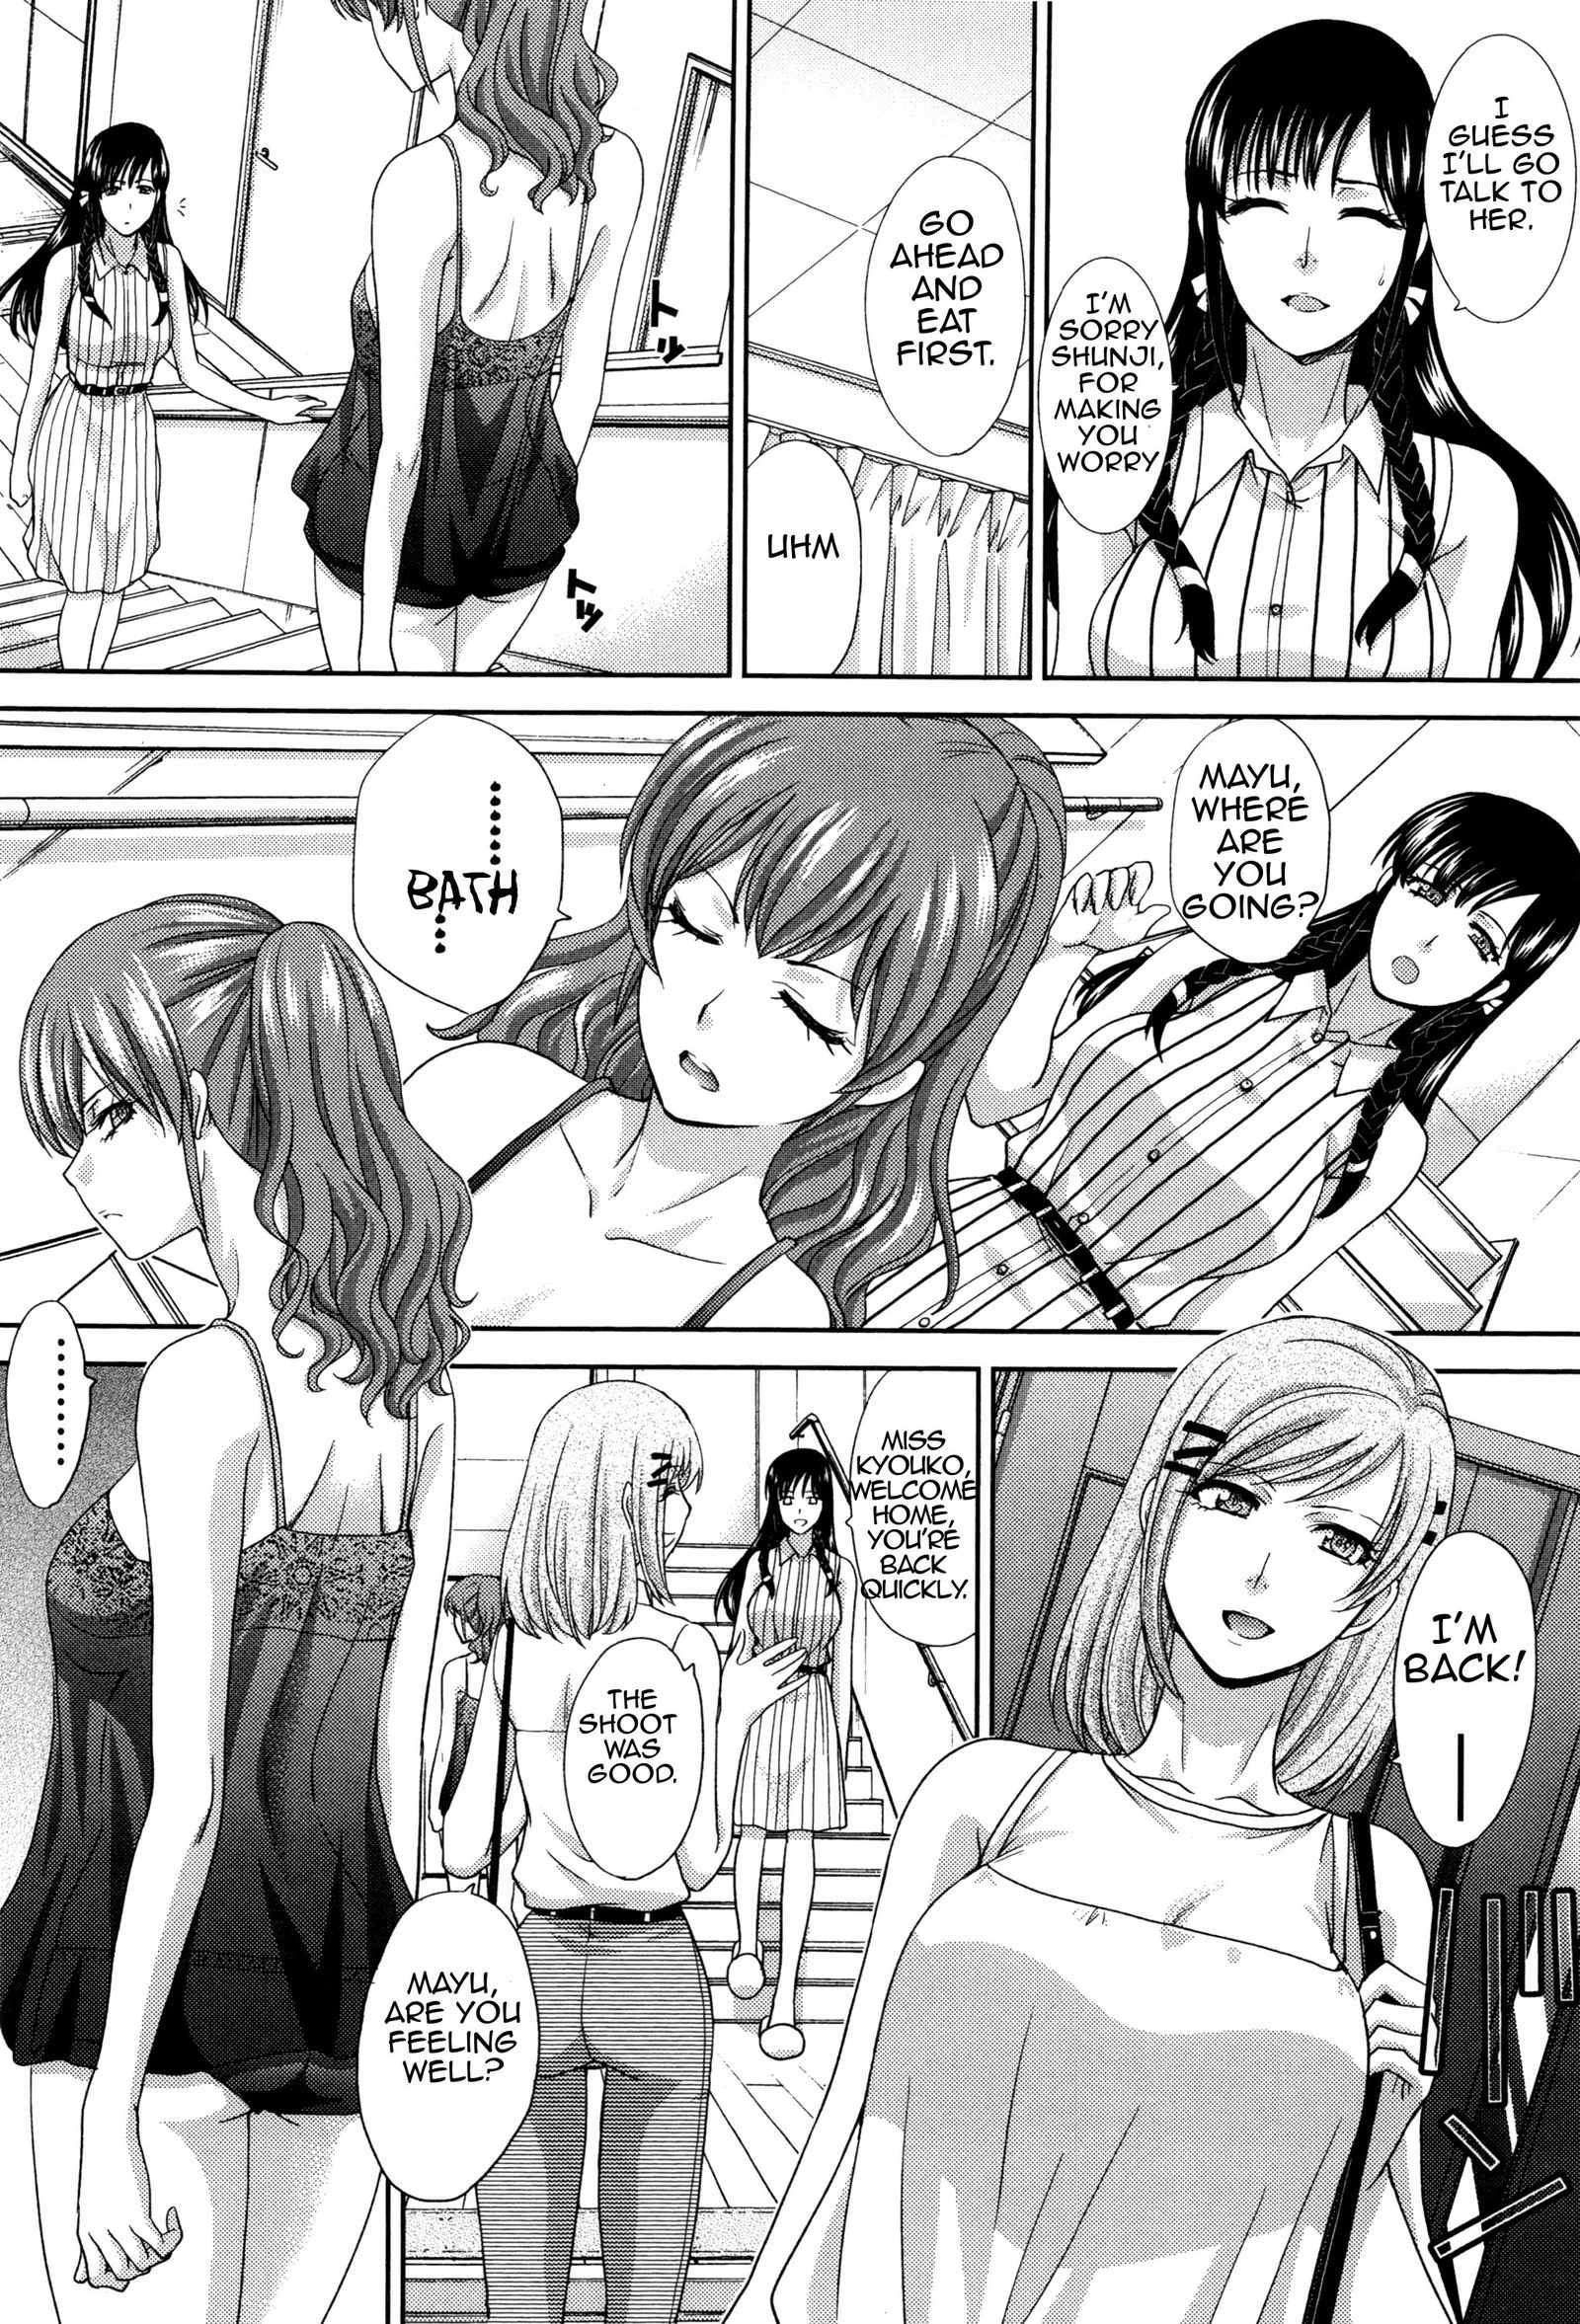 I
GUESS
I'LL GO
TALK TO
HER.
I'M
SORRY
SHUNJI,
FOR
MAKING
YOU
WORRY
GO
AHEAD
AND
EAT
FIRST.
UHM
トッ
トッ
MAYU,
WHERE
ARE
YOU
GOING?
.......
BATH
...
I'M
BACK!
MISS
KYOUKO,
WELCOME
HOME,
YOU'RE
BACK
QUICKLY.
THE
SHOOT
WAS
GOOD.
MAYU,
ARE YOU
FEELING
WELL?
.........